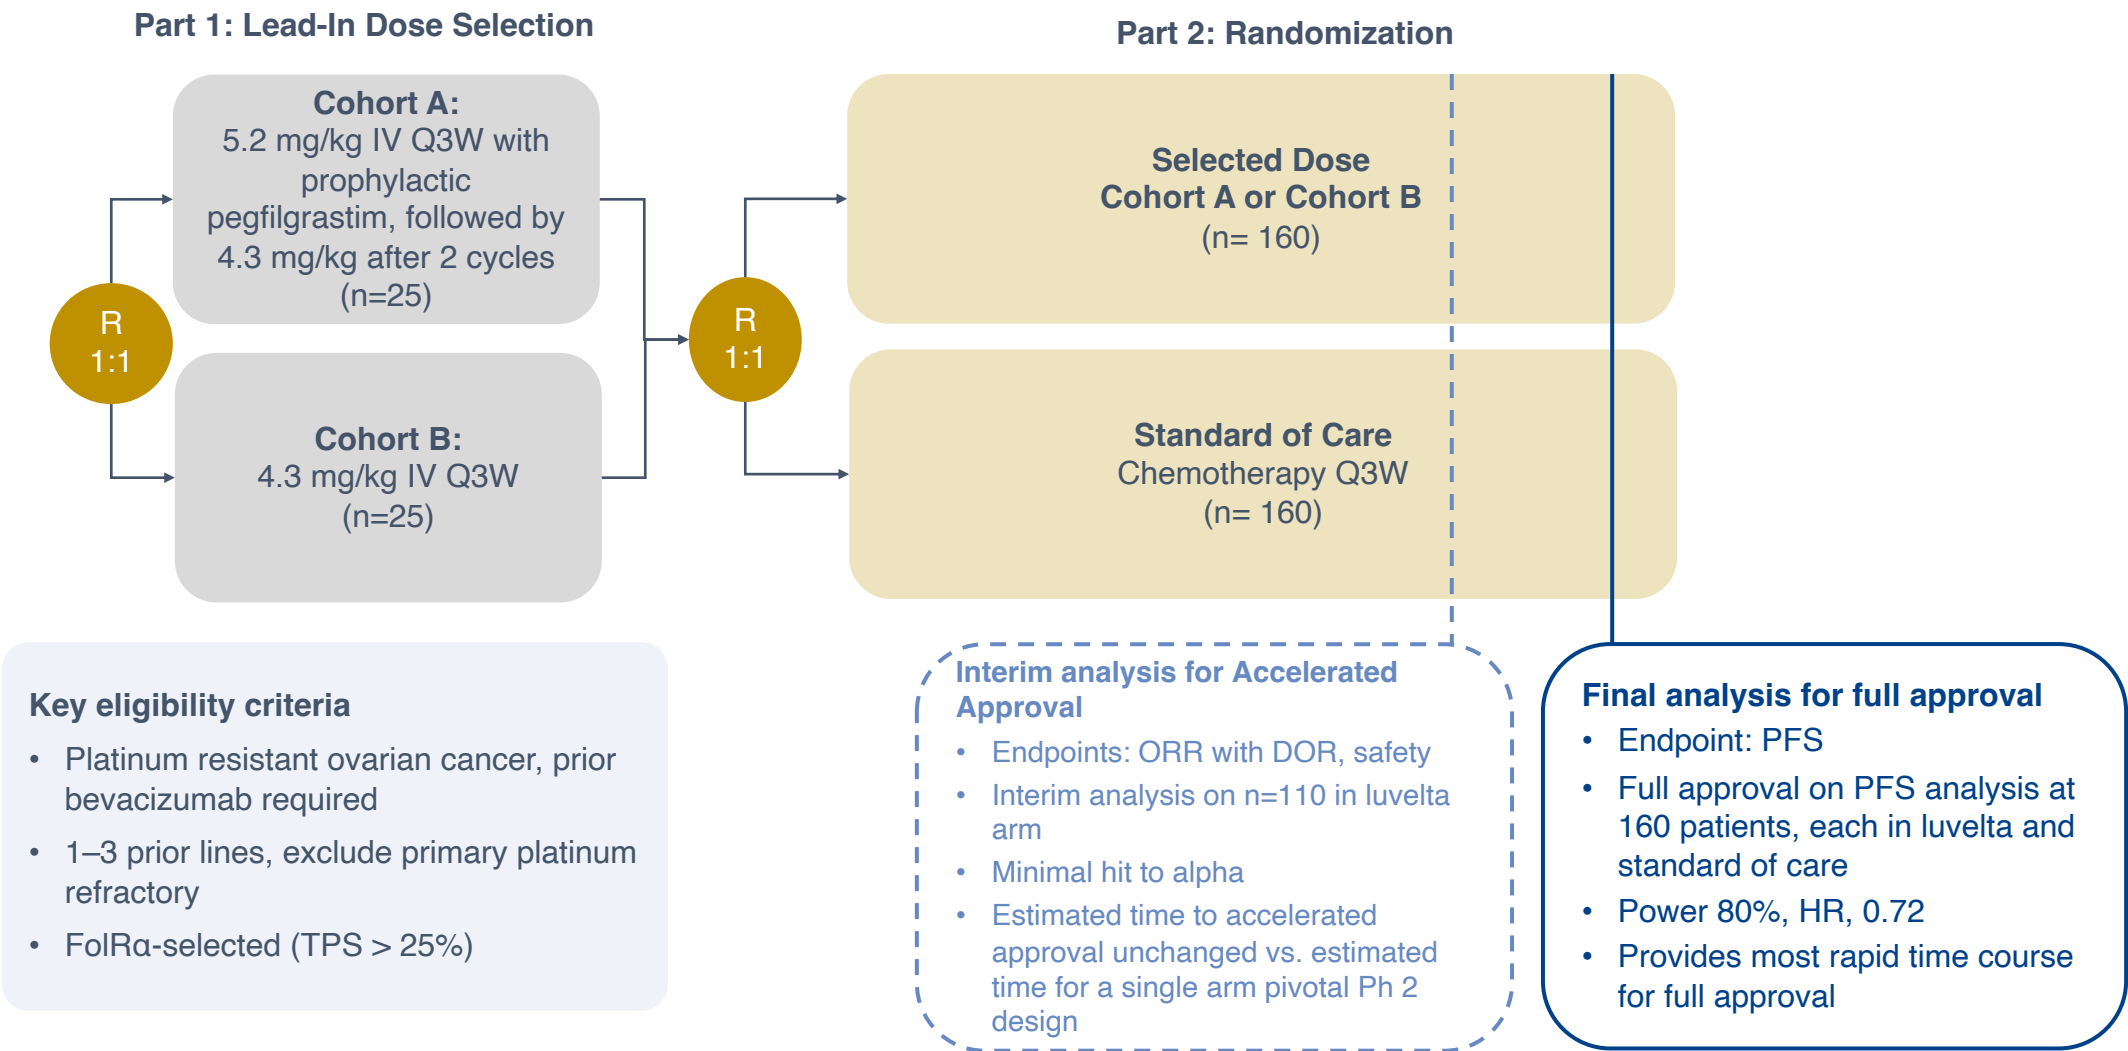 Part 1: Lead-In Dose Selection
Part 2: Randomization
R
1:1
Cohort A:
5.2 mg/kg IV Q3W with
prophylactic
pegfilgrastim, followed by
4.3 mg/kg after 2 cycles
(n=25)
Cohort B:
4.3 mg/kg IV Q3W
(n=25)
R
1:1
Selected Dose
Cohort A or Cohort B
(n= 160)
Standard of Care
Chemotherapy Q3W
(n= 160)
Key eligibility criteria
• Platinum resistant ovarian cancer, prior
bevacizumab required
• 1–3 prior lines, exclude primary platinum
refractory
• FolRα-selected (TPS > 25%)
Interim analysis for Accelerated
Approval
• Endpoints: ORR with DOR, safety
• Interim analysis on n=110 in luvelta
arm
• Minimal hit to alpha
• Estimated time to accelerated
approval unchanged vs. estimated
time for a single arm pivotal Ph 2
design
Final analysis for full approval
• Endpoint: PFS
• Full approval on PFS analysis at
160 patients, each in luvelta and
standard of care
• Power 80%, HR, 0.72
• Provides most rapid time course
for full approval